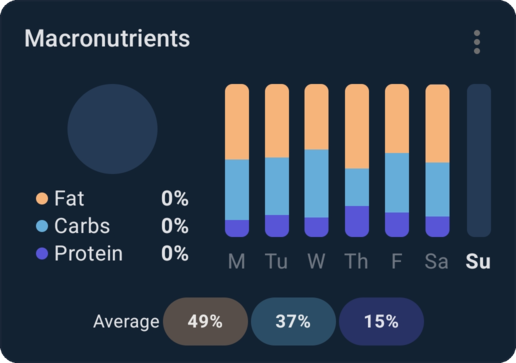 Macronutrients
Fat 0%
Carbs 0%
Protein 0%
M Tu W Th F Sa Su
Average 49% 37% 15%